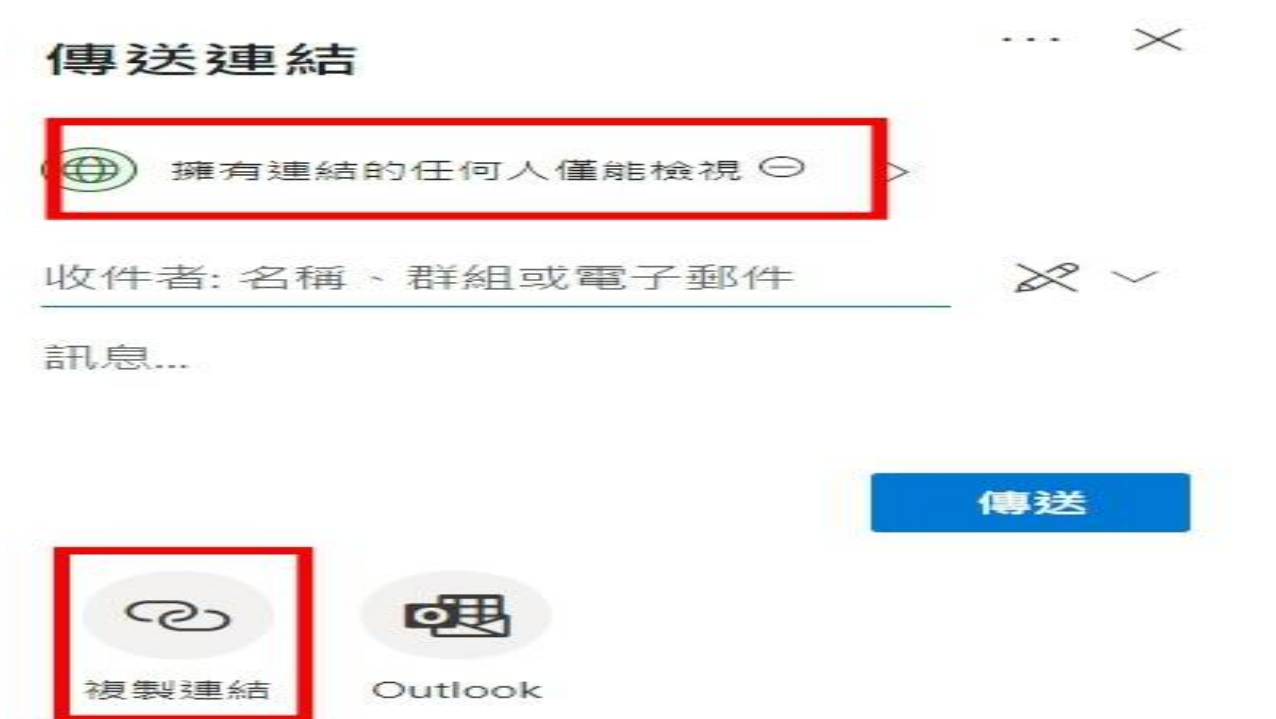 傳送連結
擁有連結的任何人僅能檢視
收件者: 名稱、群組或電子郵件
訊息...
傳送
複製連結
Outlook